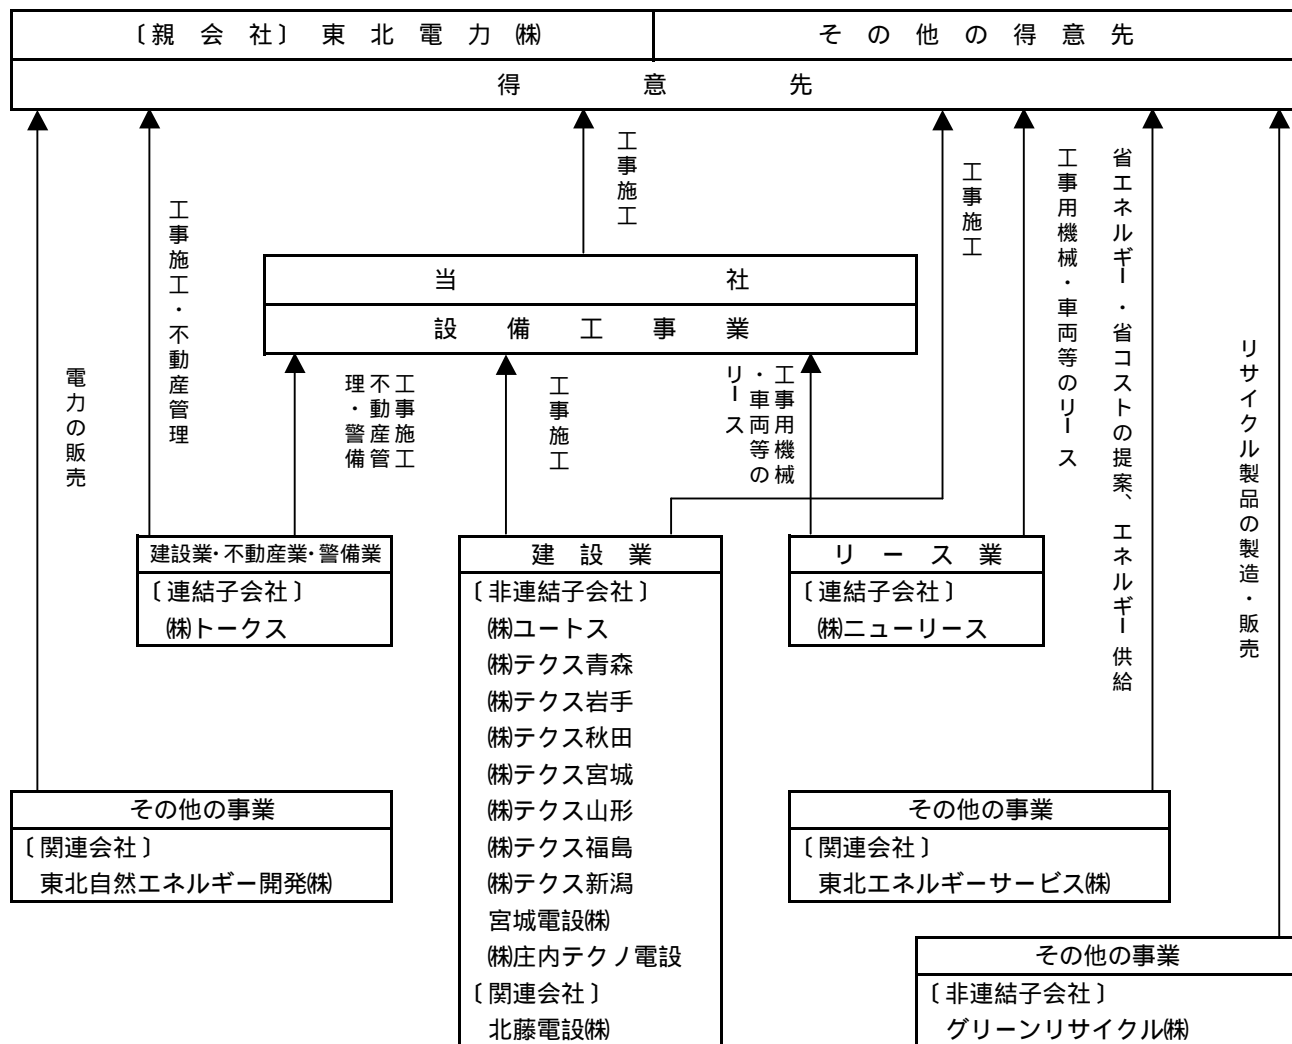 〔親会社〕東北電力㈱
その他の得意先
得意先
工事施工
工事施工・不動産管理
工事施工
工事用機械・車両等のリース
省エネルギー・省コストの提案、エネルギー供給
リサイクル製品の製造・販売
電力の販売
当社
設備工事業
工事施工
不動産管
理・警備
工事施工
工事用機械
・車両等の
リース
建設業・不動産業・警備業
〔連結子会社〕
㈱トークス
建設業
〔非連結子会社〕
㈱ユートス
㈱テクス青森
㈱テクス岩手
㈱テクス秋田
㈱テクス宮城
㈱テクス山形
㈱テクス福島
㈱テクス新潟
宮城電設㈱
㈱庄内テクノ電設
〔関連会社〕
北藤電設㈱
リース業
〔連結子会社〕
㈱ニューリース
その他の事業
〔関連会社〕
東北自然エネルギー開発㈱
その他の事業
〔関連会社〕
東北エネルギーサービス㈱
その他の事業
〔非連結子会社〕
グリーンリサイクル㈱